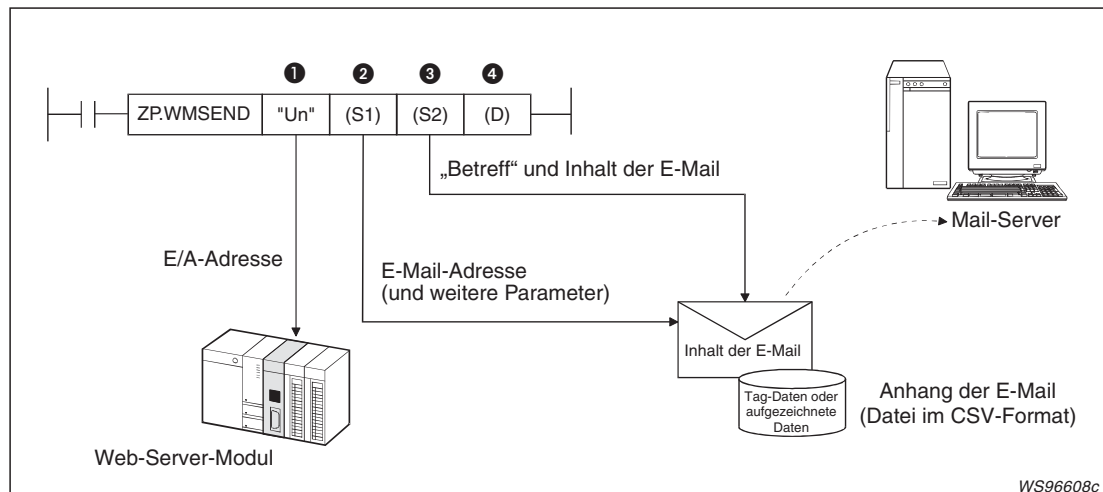 ❶ ❷ ❸ ❹
ZP.WMSEND "Un" (S1) (S2) (D)
„Betreff“ und Inhalt der E-Mail
Mail-Server
E/A-Adresse
E-Mail-Adresse
(und weitere Parameter)
Inhalt der E-Mail
Tag-Daten oder
aufgezeichnete
Daten
Anhang der E-Mail
(Datei im CSV-Format)
Web-Server-Modul
WS96608c